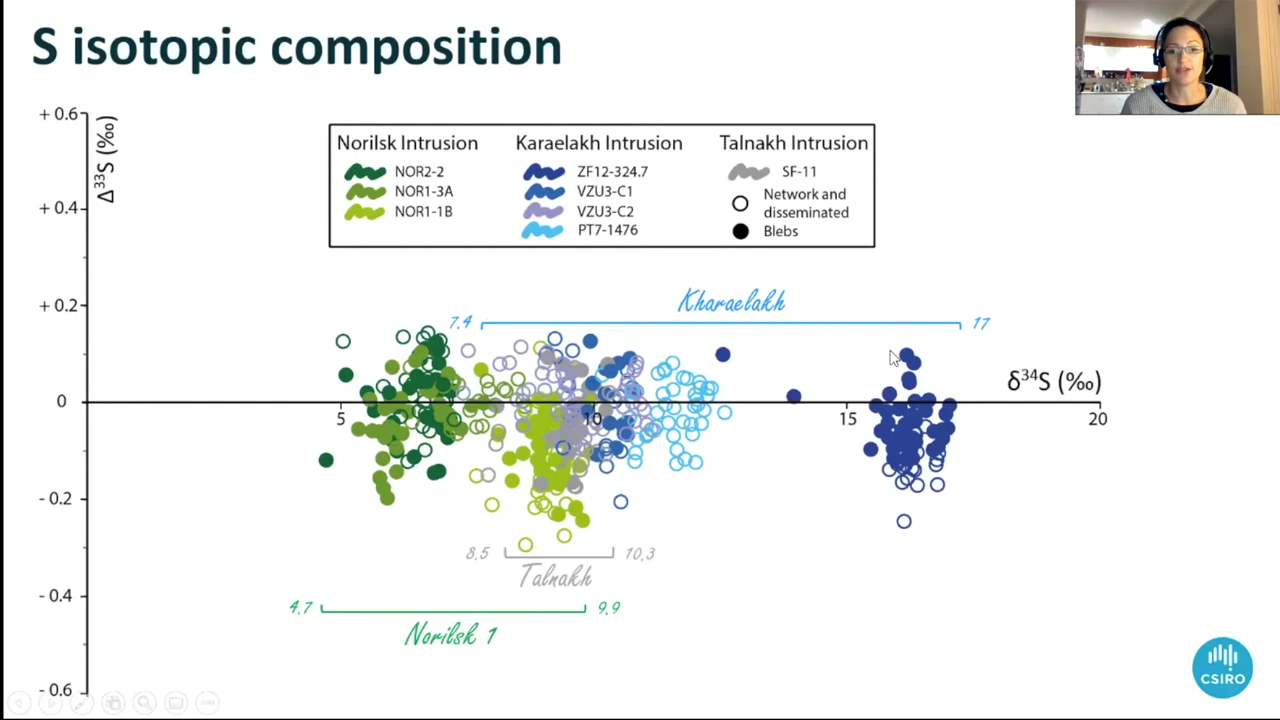 S isotopic composition
+ 0.6
Δ³³S (‰)
+ 0.4
+ 0.2
0
- 0.2
- 0.4
- 0.6
Norilsk Intrusion
NOR2-2
NOR1-3A
NOR1-1B
Karaelakh Intrusion
ZF12-324.7
VZU3-C1
VZU3-C2
PT7-1476
Talnakh Intrusion
SF-11
Network and
disseminated
Blebs
Kharaelakh
7.4
17
δ³⁴S (‰)
5
10
15
20
8.5
10.3
Talnakh
4.7
9.9
Norilsk 1
CSIRO